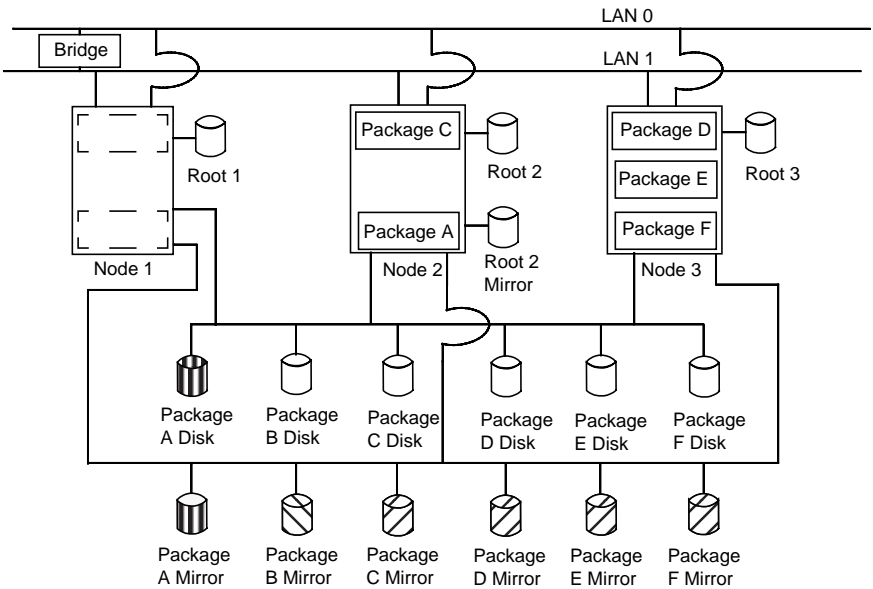 LAN 0
Bridge
LAN 1
Package C
Package D
Root 1
Root 2
Package E
Root 3
Package A
Package F
Node 1
Node 2
Root 2
Mirror
Node 3
Package
A Disk
Package
B Disk
Package
C Disk
Package
D Disk
Package
E Disk
Package
F Disk
Package
A Mirror
Package
B Mirror
Package
C Mirror
Package
D Mirror
Package
E Mirror
Package
F Mirror